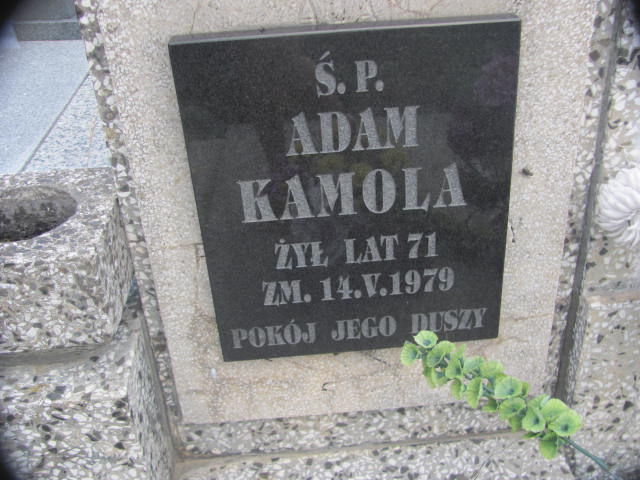 Ś.P.
ADAM
KAMOLA
ŻYŁ LAT 71
ZM. 14.V.1979
POKÓJ JEGO DUSZY